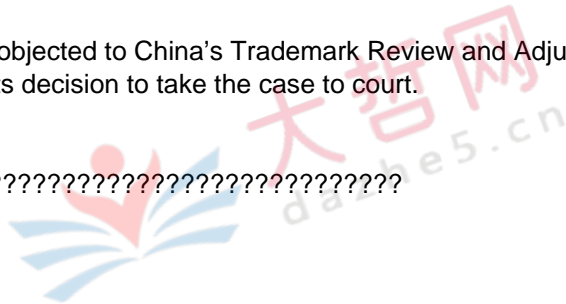 objected to China's Trademark Review and Adju
ts decision to take the case to court.
???????????????????????????
大哲网
dazhe5.cn